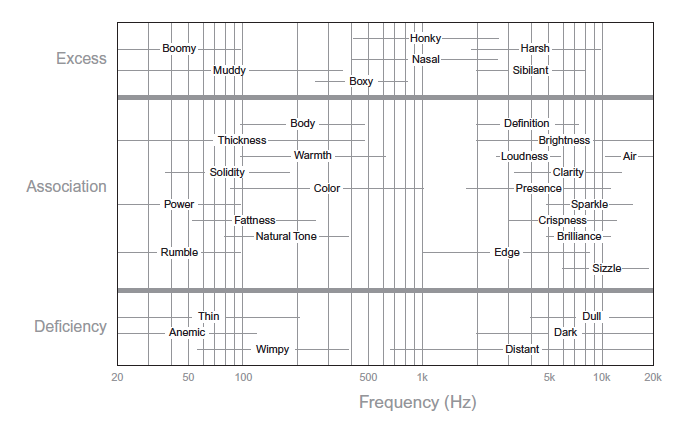 Honky
Boomy Harsh
Excess
Nasal
Muddy Sibilant
Boxy
Body Definition
Thickness Brightness
Warmth Loudness Air
Solidity Clarity
Association
Color Presence
Power Sparkle
Fattness Crispness
Natural Tone Brilliance
Rumble Edge
Sizzle
Thin Dull
Deficiency
Anemic Dark
Wimpy Distant
20 50 100 500 1k 5k 10k 20k
Frequency (Hz)